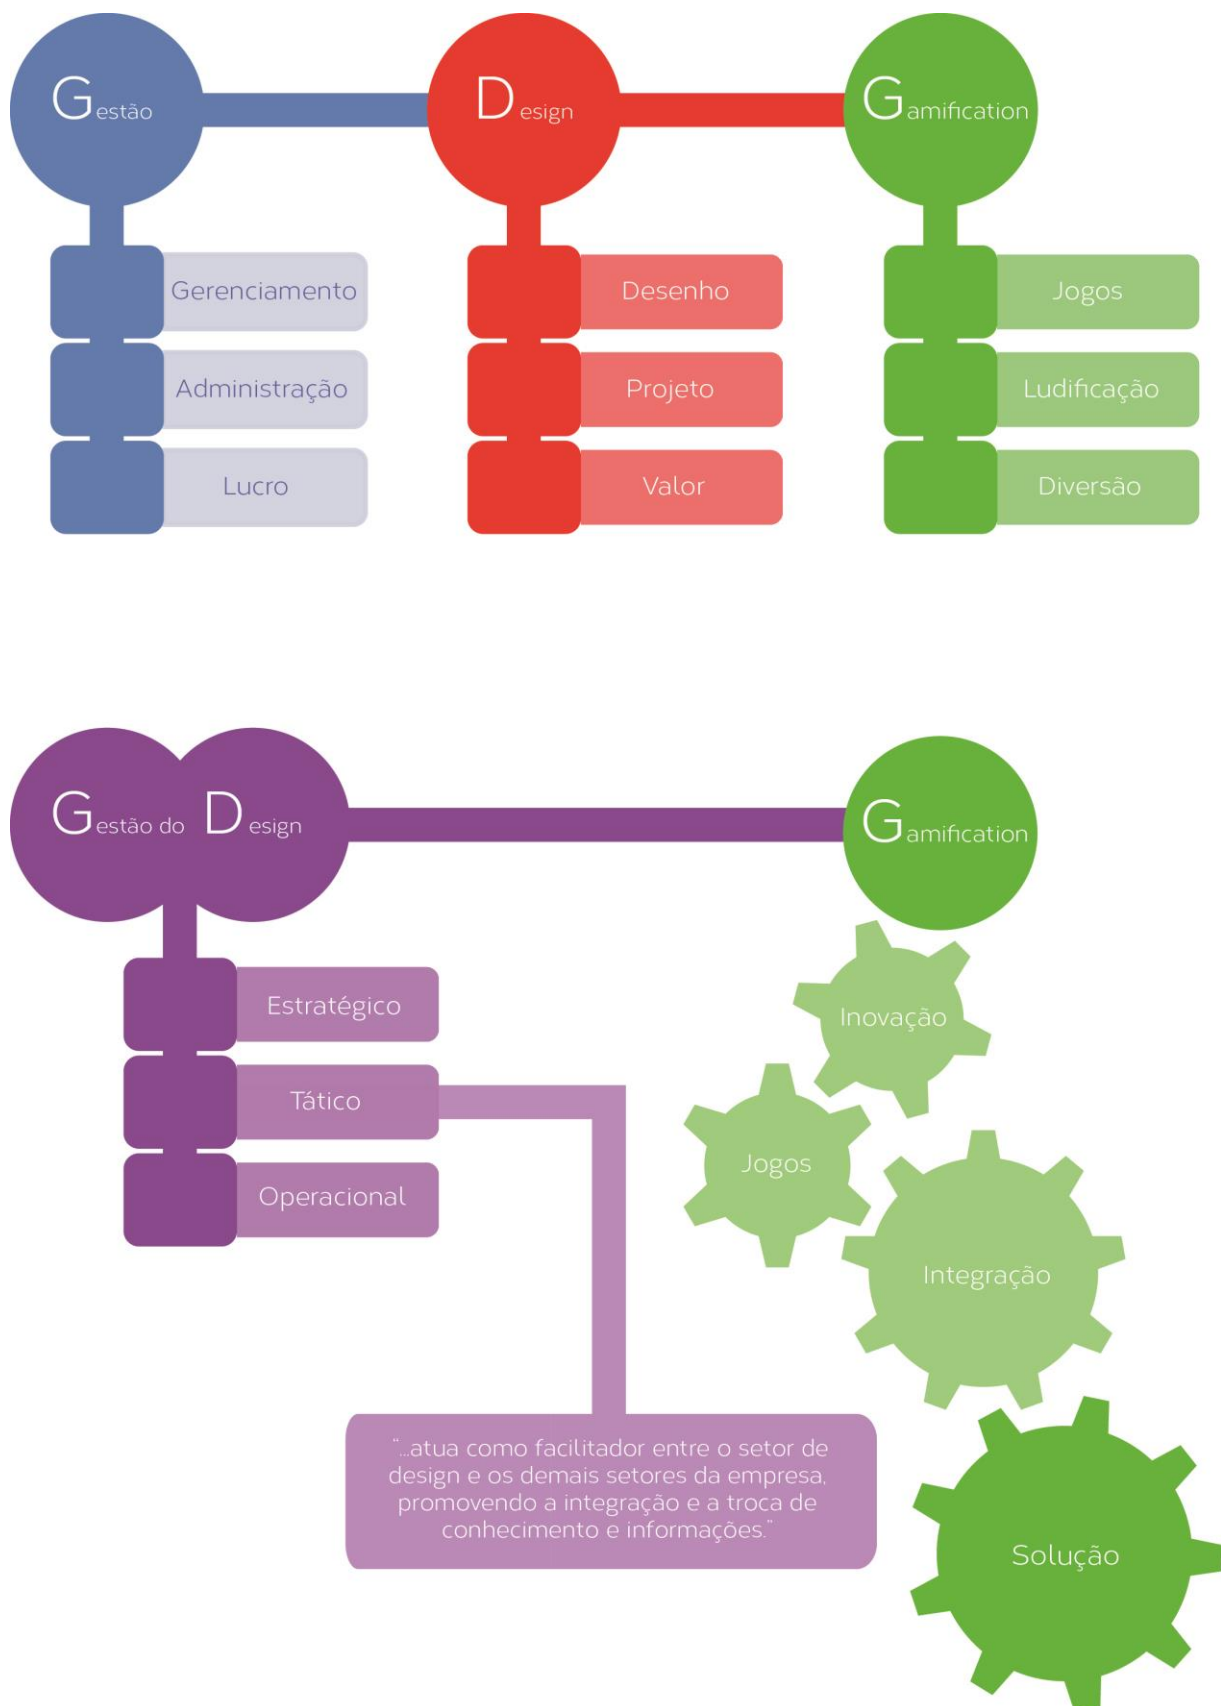 Gestão
Design
Gamification
Gerenciamento
Administração
Lucro
Desenho
Projeto
Valor
Jogos
Ludificação
Diversão
Gestão do Design
Gamification
Estratégico
Tático
Operacional
Inovação
Jogos
Integração
Solução
"...atua como facilitador entre o setor de
design e os demais setores da empresa,
promovendo a integração e a troca de
conhecimento e informações."